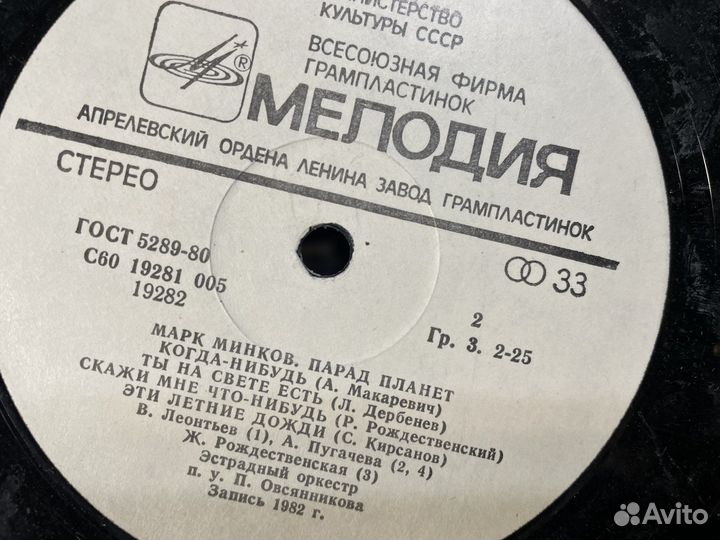 МИНИСТЕРСТВО
КУЛЬТУРЫ СССР
ВСЕСОЮЗНАЯ ФИРМА
ГРАМПЛАСТИНОК
®
МЕЛОДИЯ
АПРЕЛЕВСКИЙ ОРДЕНА ЛЕНИНА ЗАВОД ГРАМПЛАСТИНОК
СТЕРЕО
ГОСТ 5289-80
С60 19281 005
19282
33
2
Гр. 3. 2-25
МАРК МИНКОВ. ПАРАД ПЛАНЕТ
КОГДА-НИБУДЬ (А. Макаревич)
ТЫ НА СВЕТЕ ЕСТЬ (Л. Дербенев)
СКАЖИ МНЕ ЧТО-НИБУДЬ (Р. Рождественский)
ЭТИ ЛЕТНИЕ ДОЖДИ (С. Кирсанов)
В. Леонтьев (1), А. Пугачева (2, 4)
Ж. Рождественская (3)
Эстрадный оркестр
п. у. П. Овсянникова
Запись 1982 г.
Avito